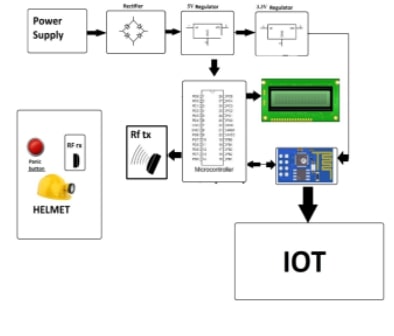 Power
Supply
Rectifier
5V Regulator
3.3V Regulator
Rf tx
Microcontroller
Panic
button
RF rx
HELMET
IOT